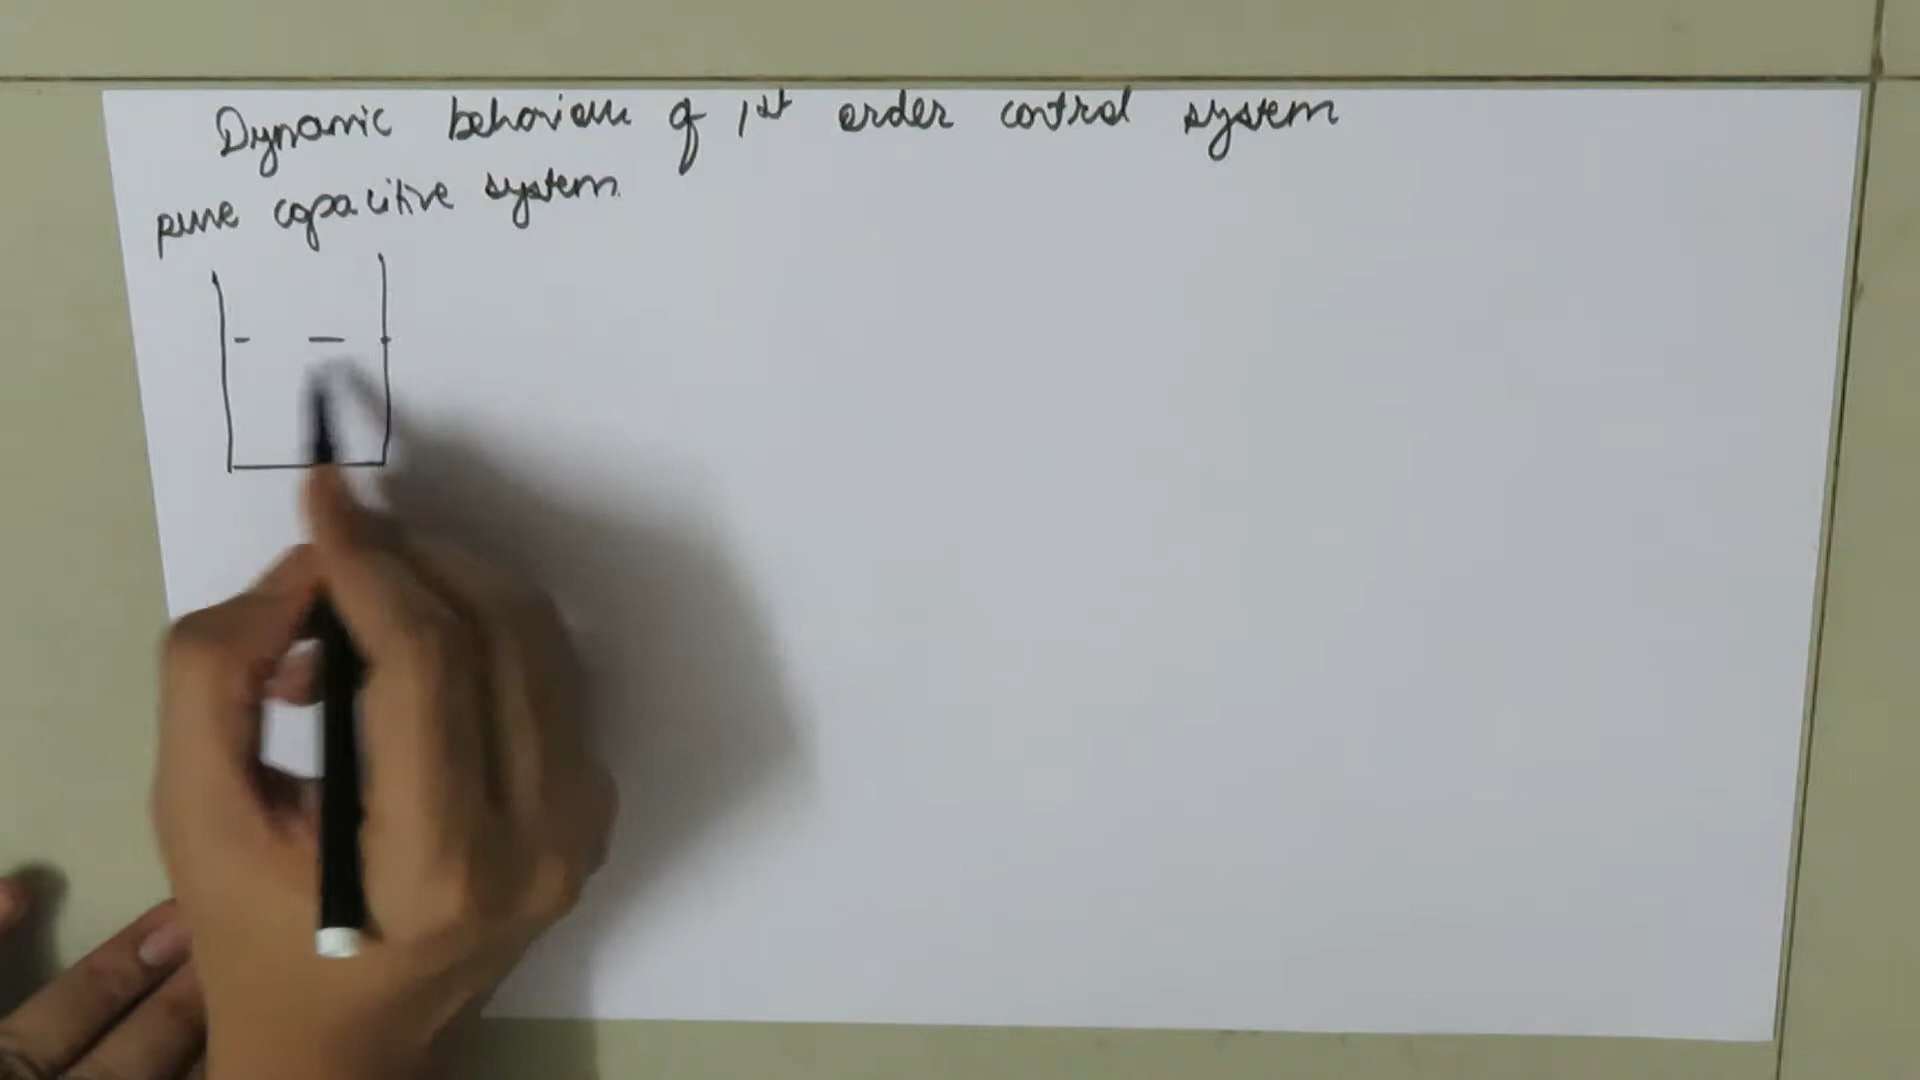 Dynamic behaviour of 1st order control system
pure capacitive system